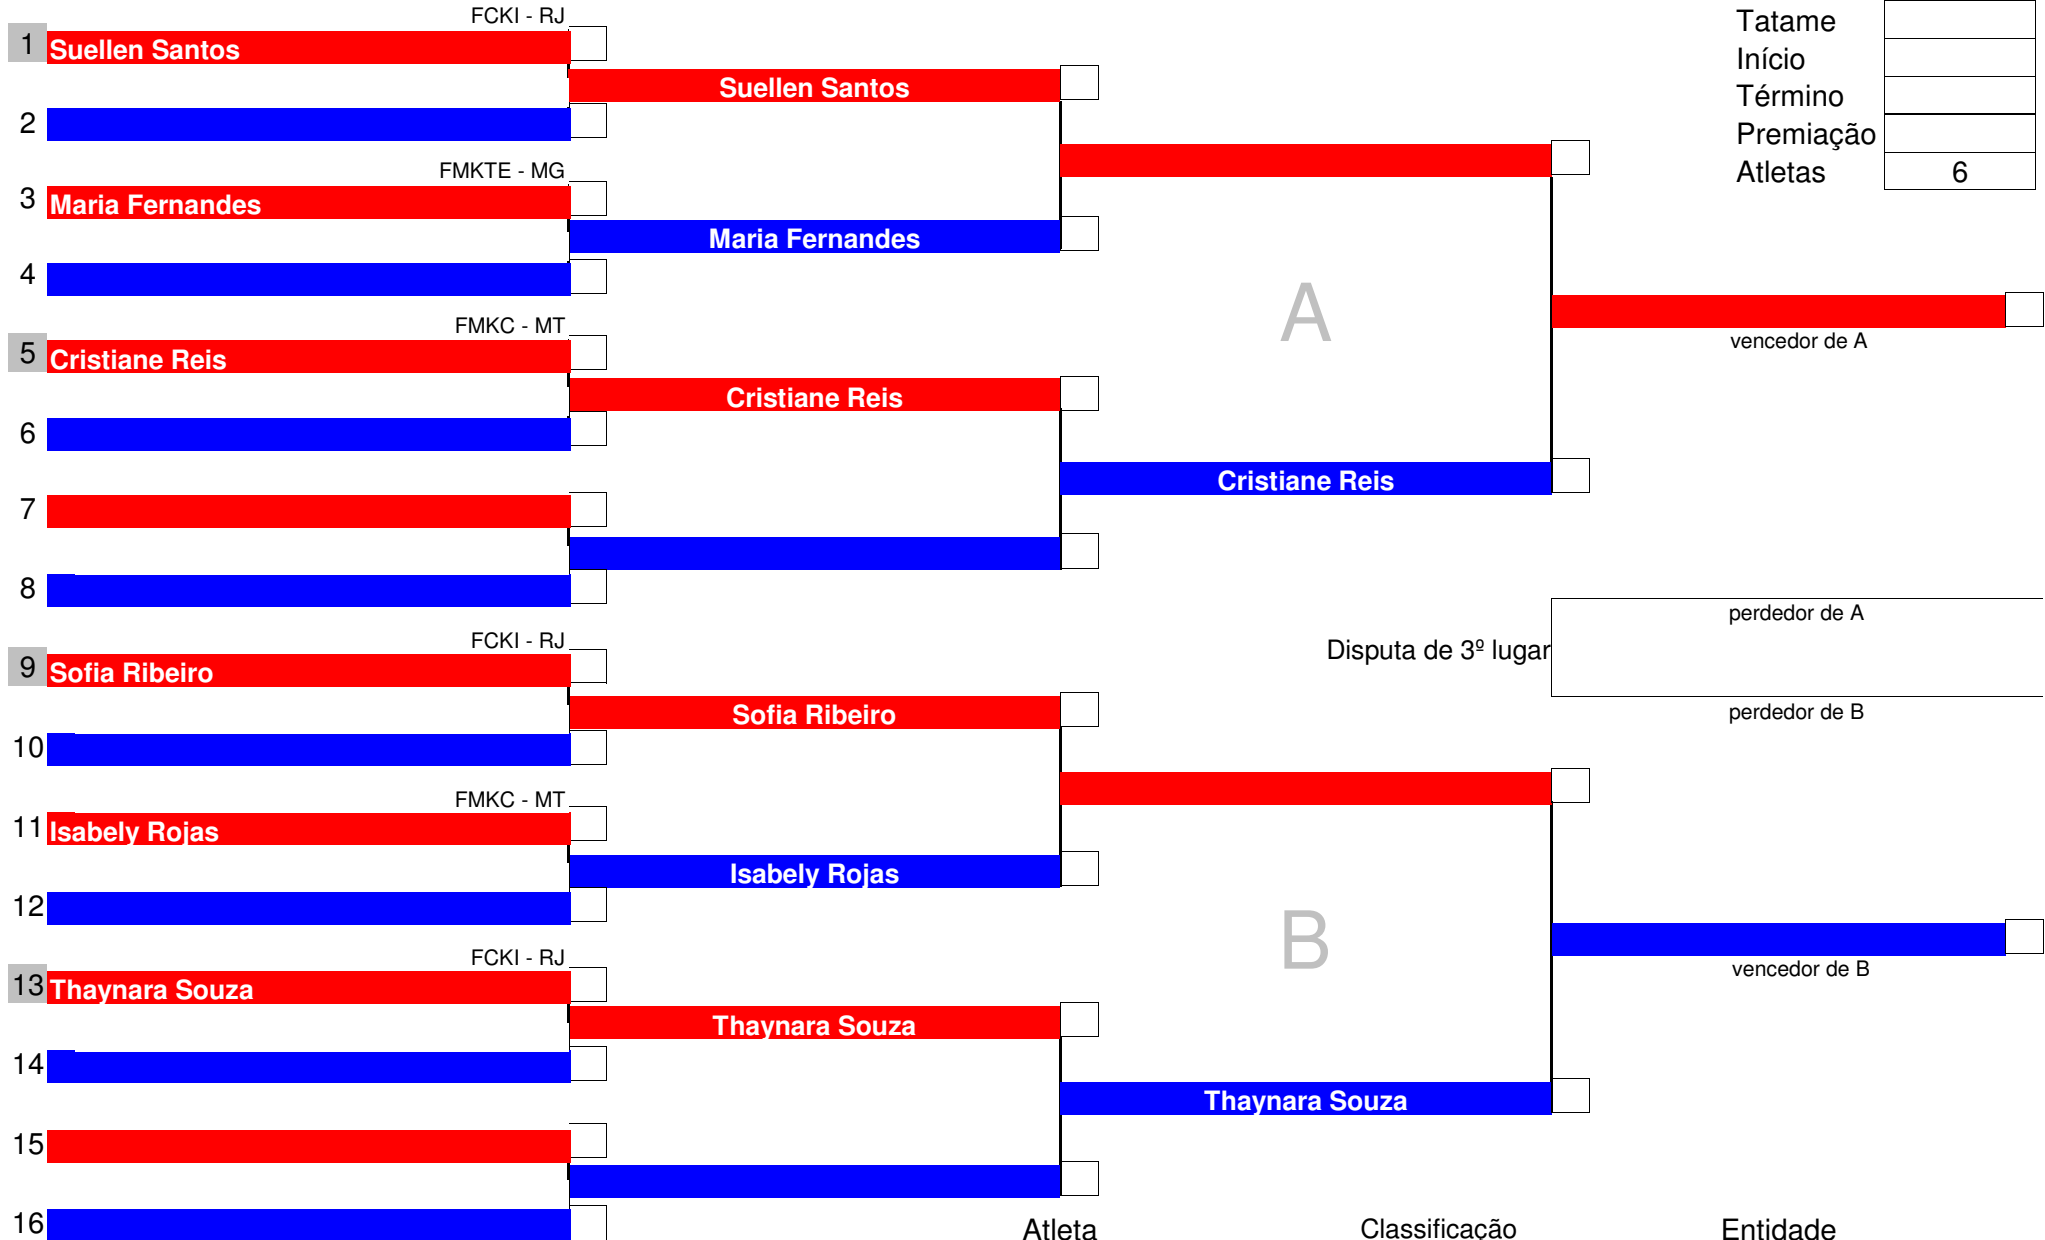 FCKI - RJ
1 Suellen Santos
Suellen Santos
2
FMKTE - MG
3 Maria Fernandes
Maria Fernandes
4
FMKC - MT
5 Cristiane Reis
Cristiane Reis
6
Cristiane Reis
7
8
FCKI - RJ
9 Sofia Ribeiro
Sofia Ribeiro
10
FMKC - MT
11 Isabely Rojas
Isabely Rojas
12
FCKI - RJ
13 Thaynara Souza
Thaynara Souza
14
Thaynara Souza
15
16
A
B
Tatame
Início
Término
Premiação
Atletas 6
vencedor de A
perdedor de A
Disputa de 3º lugar
perdedor de B
vencedor de B
Atleta Classificação Entidade